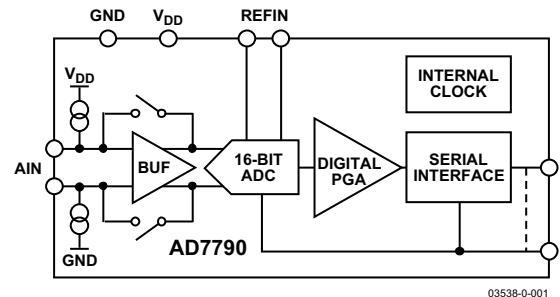 GND VDD REFIN
VDD
INTERNAL
CLOCK
AIN
BUF
16-BIT
ADC
DIGITAL
PGA
SERIAL
INTERFACE
GND
AD7790
03538-0-001